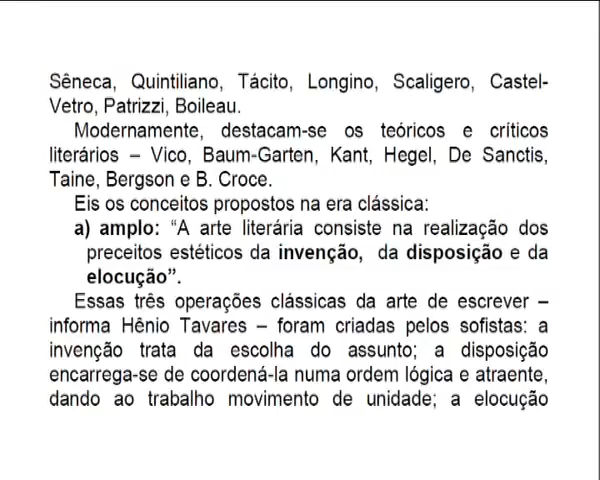 Sêneca, Quintiliano, Tácito, Longino, Scaligero, Castel-
Vetro, Patrizzi, Boileau.
Modernamente, destacam-se os teóricos e críticos
literários – Vico, Baum-Garten, Kant, Hegel, De Sanctis,
Taine, Bergson e B. Croce.
Eis os conceitos propostos na era clássica:
a) amplo: “A arte literária consiste na realização dos
preceitos estéticos da invenção, da disposição e da
elocução”.
Essas três operações clássicas da arte de escrever –
informa Hênio Tavares – foram criadas pelos sofistas: a
invenção trata da escolha do assunto; a disposição
encarrega-se de coordená-la numa ordem lógica e atraente,
dando ao trabalho movimento de unidade; a elocução